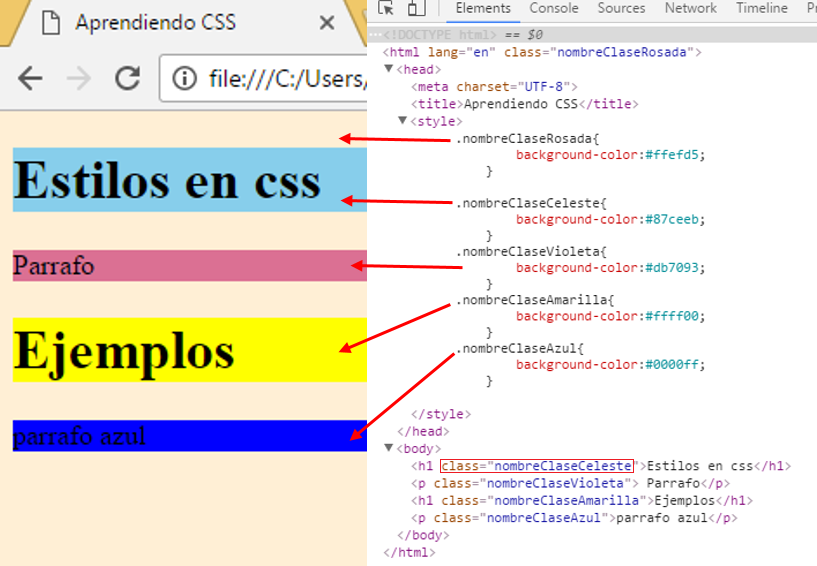 Aprendiendo CSS
file:///C:/Users/
Estilos en css
Parrafo
Ejemplos
parrafo azul
Elements Console Sources Network Timeline
<!DOCTYPE html> == $0
<html lang="en" class="nombreClaseRosada">
<head>
<meta charset="UTF-8">
<title>Aprendiendo CSS</title>
<style>
.nombreClaseRosada{
background-color:#ffefd5;
}
.nombreClaseCeleste{
background-color:#87ceeb;
}
.nombreClaseVioleta{
background-color:#db7093;
}
.nombreClaseAmarilla{
background-color:#ffff00;
}
.nombreClaseAzul{
background-color:#0000ff;
}
</style>
</head>
<body>
<h1 class="nombreClaseCeleste">Estilos en css</h1>
<p class="nombreClaseVioleta"> Parrafo</p>
<h1 class="nombreClaseAmarilla">Ejemplos</h1>
<p class="nombreClaseAzul">parrafo azul</p>
</body>
</html>